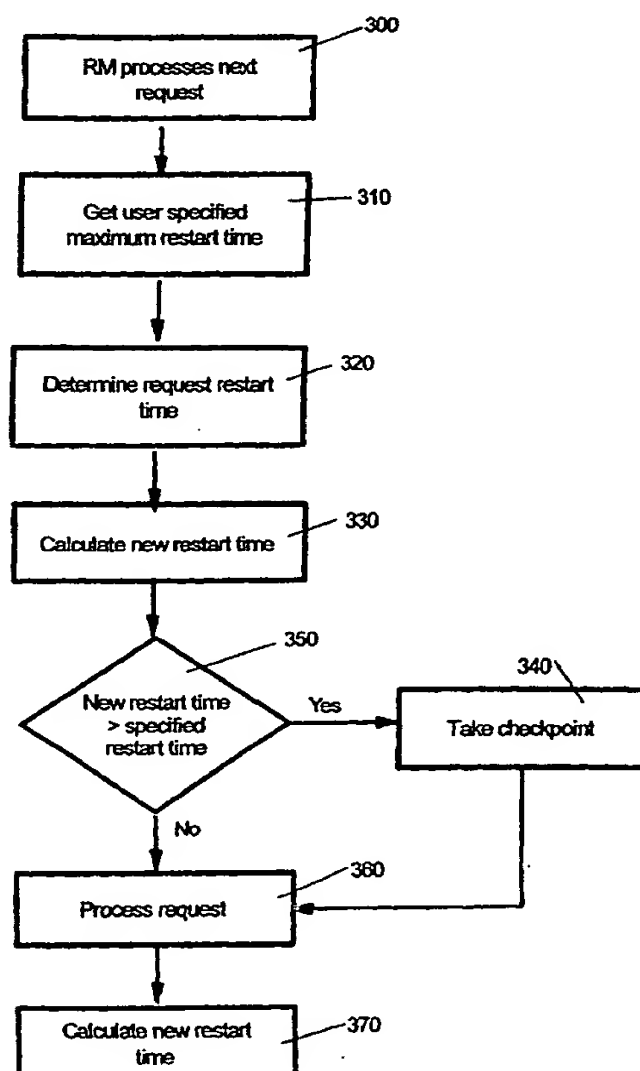 300
RM processes next
request
310
Get user specified
maximum restart time
320
Determine request restart
time
330
Calculate new restart time
350
New restart time
> specified
restart time
Yes
340
Take checkpoint
No
360
Process request
370
Calculate new restart
time